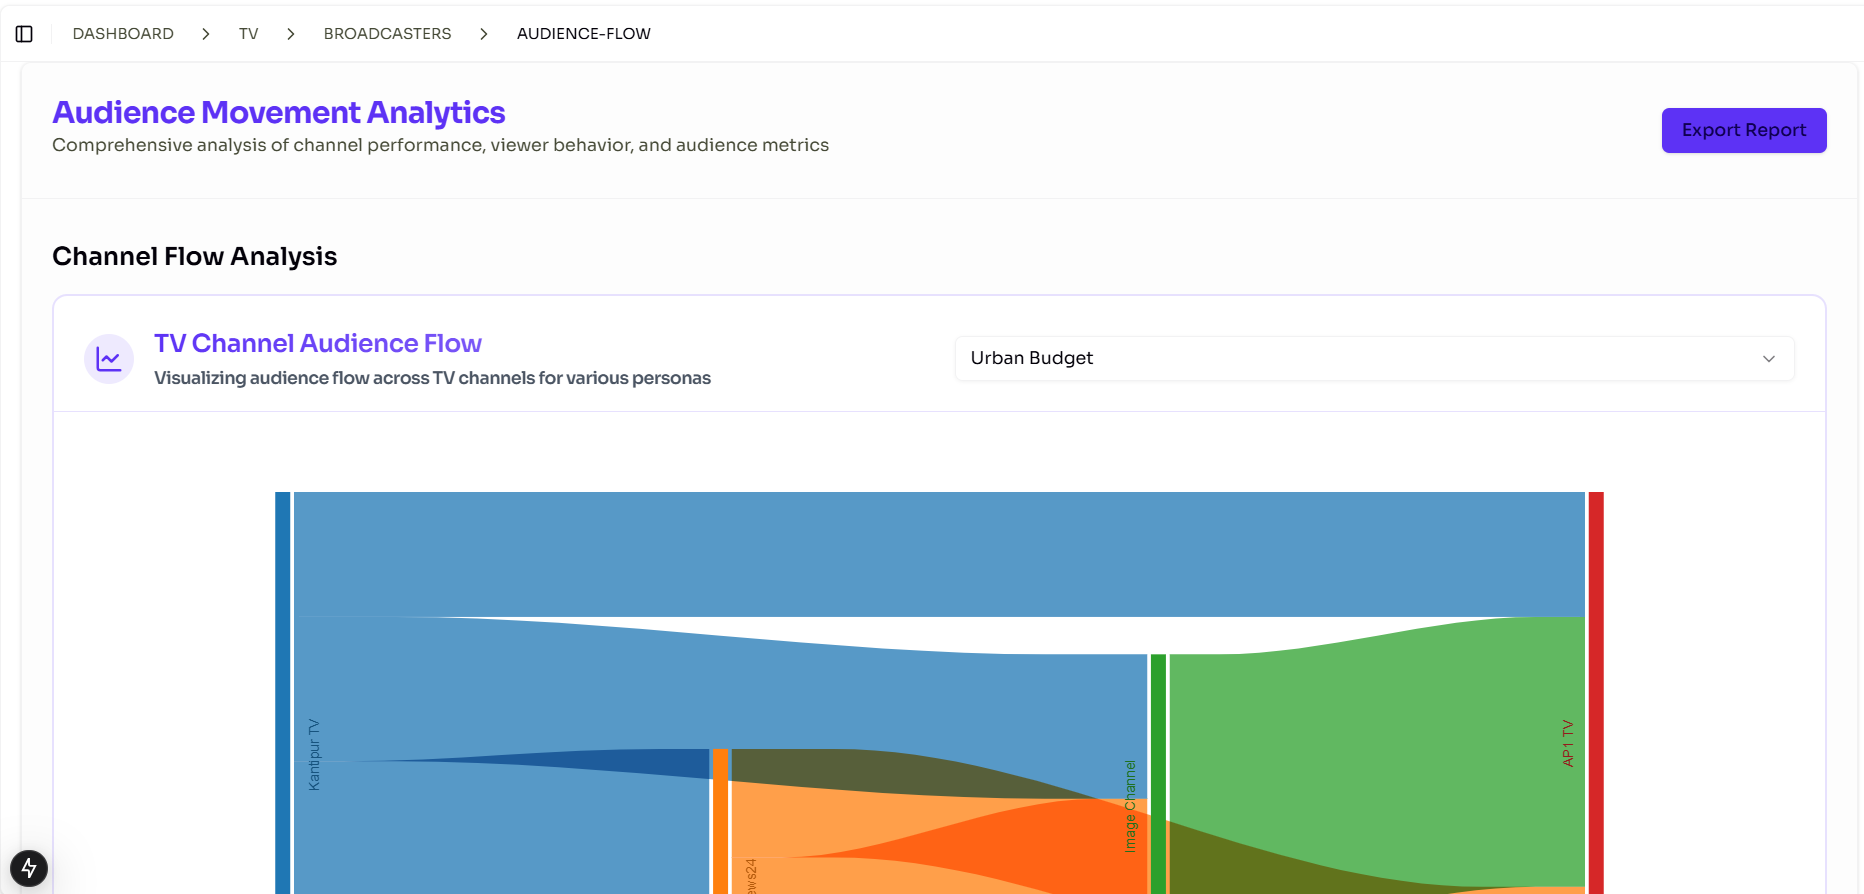 DASHBOARD > TV > BROADCASTERS > AUDIENCE-FLOW
Audience Movement Analytics
Comprehensive analysis of channel performance, viewer behavior, and audience metrics
Export Report
Channel Flow Analysis
TV Channel Audience Flow
Visualizing audience flow across TV channels for various personas
Urban Budget
Kantipur TV
Image Channel
AP1 TV